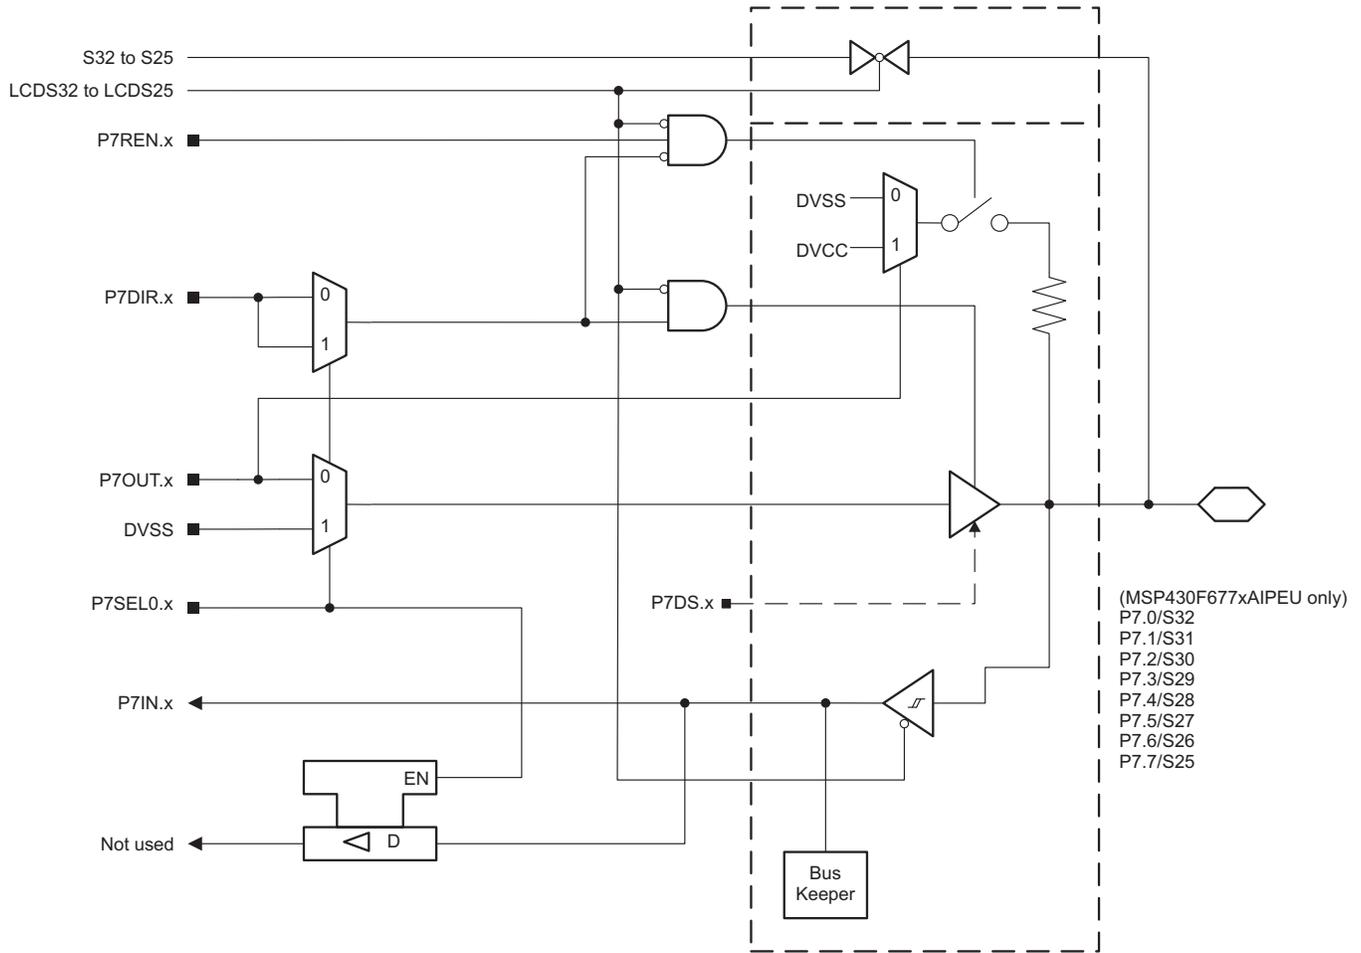 S32 to S25
LCDS32 to LCDS25
P7REN.x
DVSS
0
DVCC
1
P7DIR.x
0
1
P7OUT.x
0
DVSS
1
P7SEL0.x
P7DS.x
(MSP430F677xAIPEU only)
P7.0/S32
P7.1/S31
P7.2/S30
P7.3/S29
P7.4/S28
P7.5/S27
P7.6/S26
P7.7/S25
P7IN.x
EN
Not used
D
Bus
Keeper